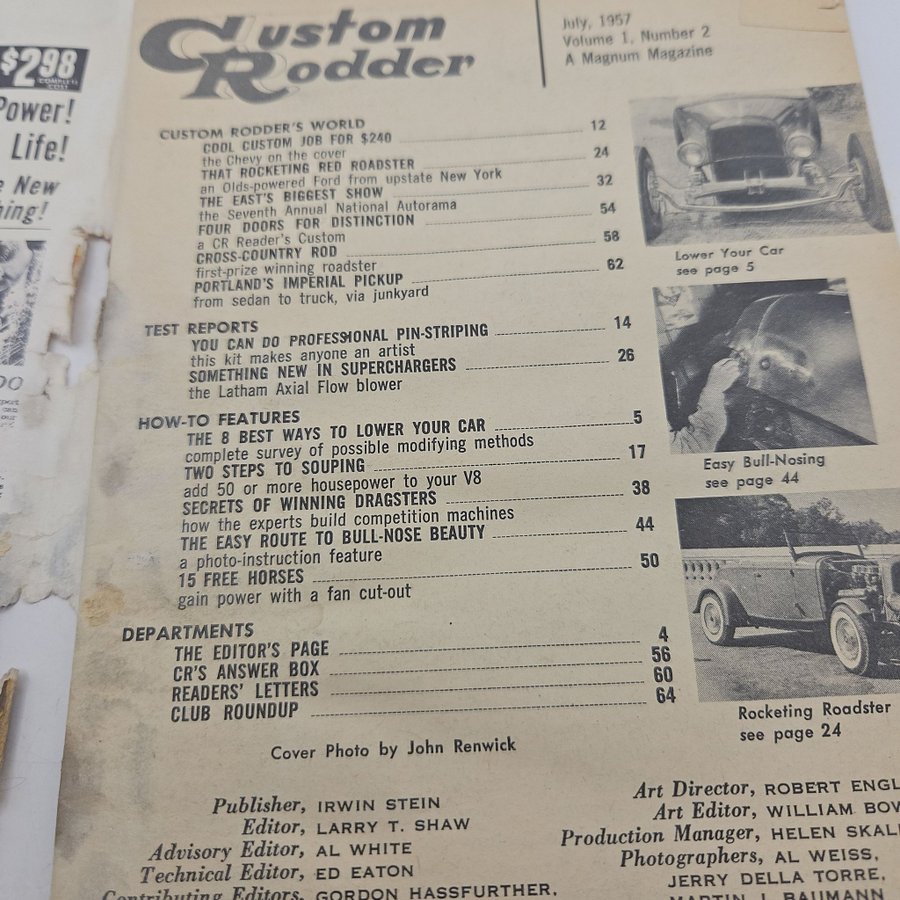 $2.98
COMPLETE
COST
Power!
Life!
New
Custom
Rodder
July, 1957
Volume 1, Number 2
A Magnum Magazine
CUSTOM RODDER'S WORLD
COOL CUSTOM JOB FOR $240 12
the Chevy on the cover
THAT ROCKETING RED ROADSTER 24
an Olds-powered Ford from upstate New York
THE EAST'S BIGGEST SHOW 32
the Seventh Annual National Autorama
FOUR DOORS FOR DISTINCTION 54
a CR Reader's Custom
CROSS-COUNTRY ROD 58
first-prize winning roadster
PORTLAND'S IMPERIAL PICKUP 62
from sedan to truck, via junkyard
TEST REPORTS
YOU CAN DO PROFESSIONAL PIN-STRIPING 14
this kit makes anyone an artist
SOMETHING NEW IN SUPERCHARGERS 26
the Latham Axial Flow blower
HOW-TO FEATURES
THE 8 BEST WAYS TO LOWER YOUR CAR 5
complete survey of possible modifying methods
TWO STEPS TO SOUPING 17
add 50 or more housepower to your V8
SECRETS OF WINNING DRAGSTERS 38
how the experts build competition machines
THE EASY ROUTE TO BULL-NOSE BEAUTY 44
a photo-instruction feature
15 FREE HORSES 50
gain power with a fan cut-out
DEPARTMENTS
THE EDITOR'S PAGE 4
CR'S ANSWER BOX 56
READERS' LETTERS 60
CLUB ROUNDUP 64
Cover Photo by John Renwick
Lower Your Car
see page 5
Easy Bull-Nosing
see page 44
Rocketing Roadster
see page 24
Publisher, IRWIN STEIN
Editor, LARRY T. SHAW
Advisory Editor, AL WHITE
Technical Editor, ED EATON
Contributing Editors, GORDON HASSFURTHER,
Art Director, ROBERT ENGL
Art Editor, WILLIAM BOW
Production Manager, HELEN SKAL
Photographers, AL WEISS,
JERRY DELLA TORRE,
MARTIN J. BAUMANN